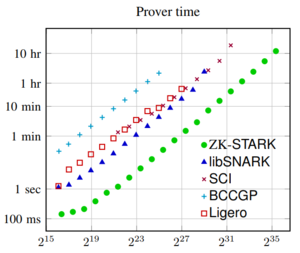 Prover time
10 hr
1 hr
10 min
1 min
1 sec
100 ms
ZK-STARK
libSNARK
SCI
BCCGP
Ligero
2^15 2^19 2^23 2^27 2^31 2^35